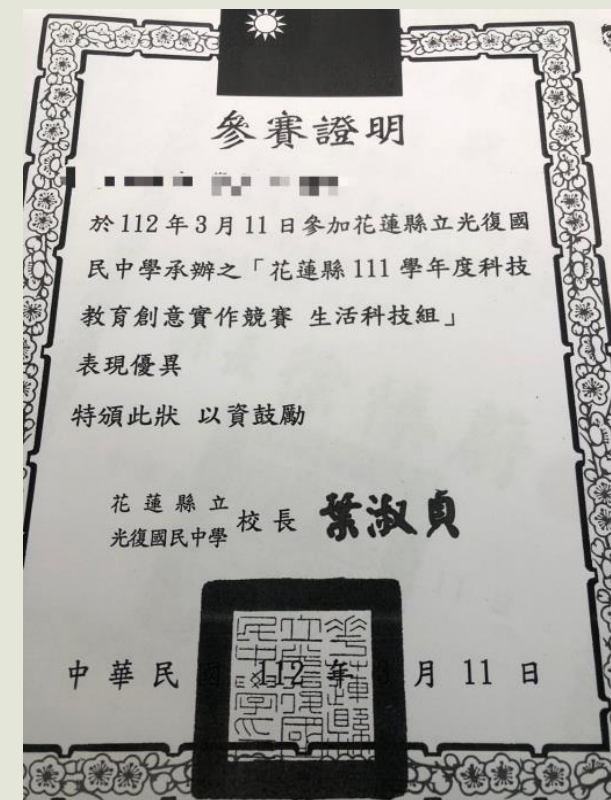 參賽證明
於112年3月11日參加花蓮縣立光復國
民中學承辦之「花蓮縣111學年度科技
教育創意實作競賽 生活科技組」
表現優異
特頒此狀 以資鼓勵
花蓮縣立
光復國民中學 校長 葉淑貞
中華民國 112 年 3 月 11 日